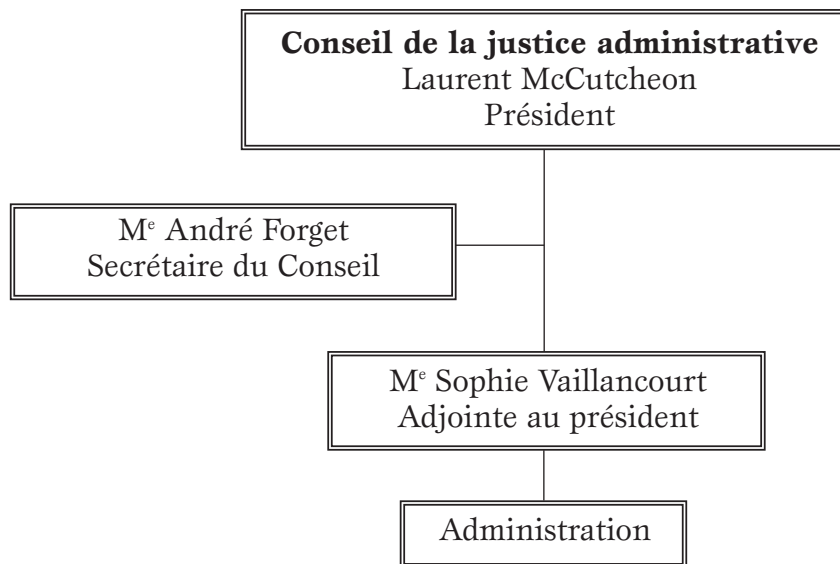 Conseil de la justice administrative
Laurent McCutcheon
Président
Mᵉ André Forget
Secrétaire du Conseil
Mᵉ Sophie Vaillancourt
Adjointe au président
Administration